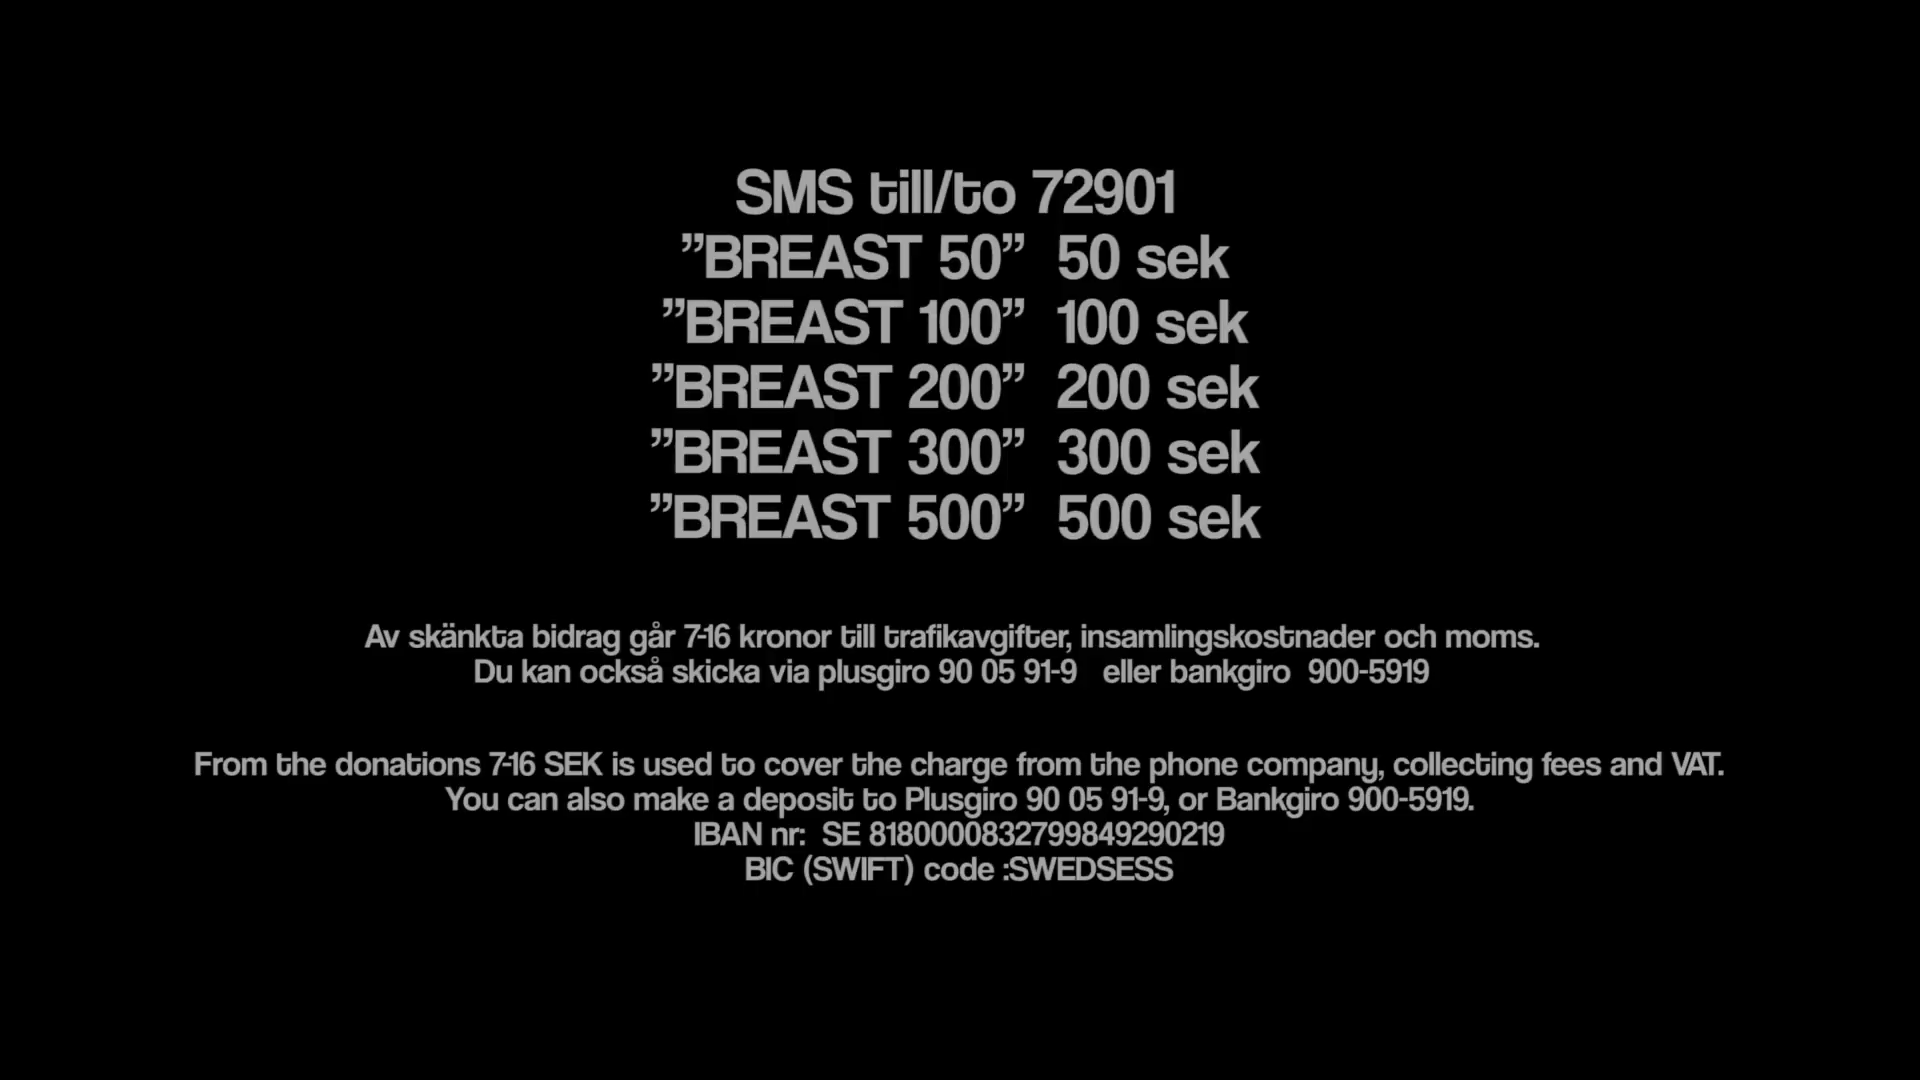 SMS till/to 72901
”BREAST 50”  50 sek
”BREAST 100”  100 sek
”BREAST 200”  200 sek
”BREAST 300”  300 sek
”BREAST 500”  500 sek
Av skänkta bidrag går 7-16 kronor till trafikavgifter, insamlingskostnader och moms.
Du kan också skicka via plusgiro 90 05 91-9   eller bankgiro  900-5919
From the donations 7-16 SEK is used to cover the charge from the phone company, collecting fees and VAT.
You can also make a deposit to Plusgiro 90 05 91-9, or Bankgiro 900-5919.
IBAN nr:  SE 8180000832799849290219
BIC (SWIFT) code :SWEDSESS